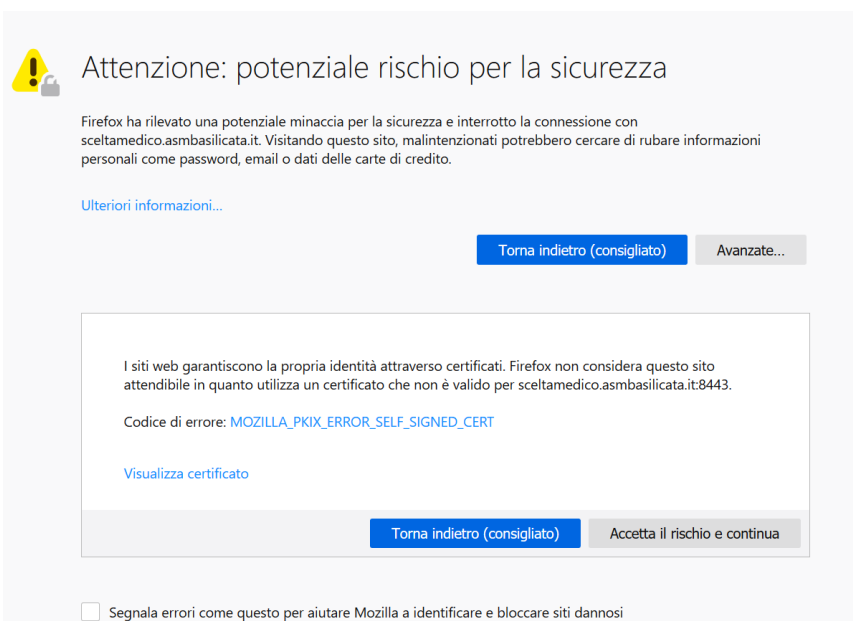 Attenzione: potenziale rischio per la sicurezza
Firefox ha rilevato una potenziale minaccia per la sicurezza e interrotto la connessione con
sceltamedico.asmbasilicata.it. Visitando questo sito, malintenzionati potrebbero cercare di rubare informazioni
personali come password, email o dati delle carte di credito.
Ulteriori informazioni...
Torna indietro (consigliato) Avanzate...
I siti web garantiscono la propria identità attraverso certificati. Firefox non considera questo sito
attendibile in quanto utilizza un certificato che non è valido per sceltamedico.asmbasilicata.it:8443.
Codice di errore: MOZILLA_PKIX_ERROR_SELF_SIGNED_CERT
Visualizza certificato
Torna indietro (consigliato) Accetta il rischio e continua
Segnala errori come questo per aiutare Mozilla a identificare e bloccare siti dannosi